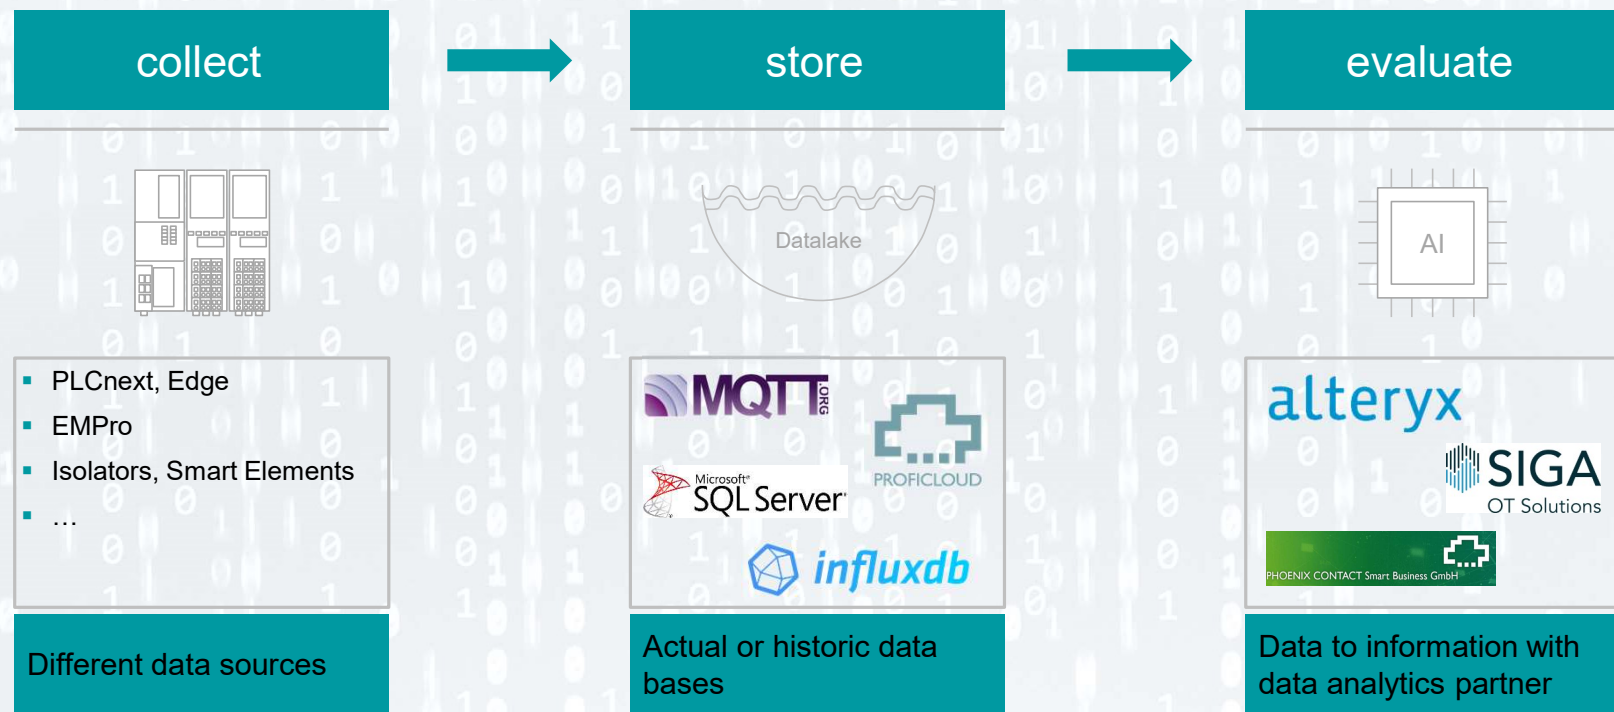 collect
store
evaluate
Datalake
AI
PLCnext, Edge
EMPro
Isolators, Smart Elements
…
MQTT.ORG
PROFICLOUD
Microsoft®
SQL Server
influxdb
alteryx
SIGA
OT Solutions
PHOENIX CONTACT Smart Business GmbH
Different data sources
Actual or historic data
bases
Data to information with
data analytics partner